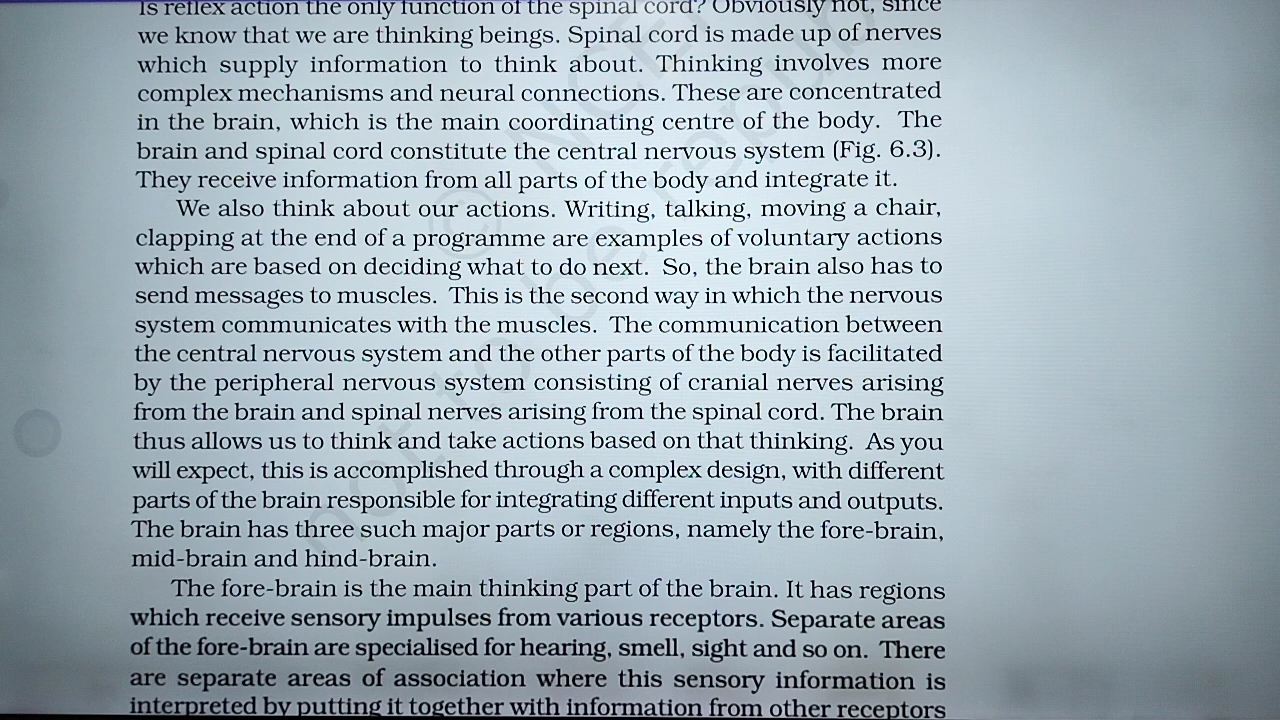 Is reflex action the only function of the spinal cord? Obviously not, since
we know that we are thinking beings. Spinal cord is made up of nerves
which supply information to think about. Thinking involves more
complex mechanisms and neural connections. These are concentrated
in the brain, which is the main coordinating centre of the body. The
brain and spinal cord constitute the central nervous system (Fig. 6.3).
They receive information from all parts of the body and integrate it.
We also think about our actions. Writing, talking, moving a chair,
clapping at the end of a programme are examples of voluntary actions
which are based on deciding what to do next. So, the brain also has to
send messages to muscles. This is the second way in which the nervous
system communicates with the muscles. The communication between
the central nervous system and the other parts of the body is facilitated
by the peripheral nervous system consisting of cranial nerves arising
from the brain and spinal nerves arising from the spinal cord. The brain
thus allows us to think and take actions based on that thinking. As you
will expect, this is accomplished through a complex design, with different
parts of the brain responsible for integrating different inputs and outputs.
The brain has three such major parts or regions, namely the fore-brain,
mid-brain and hind-brain.
The fore-brain is the main thinking part of the brain. It has regions
which receive sensory impulses from various receptors. Separate areas
of the fore-brain are specialised for hearing, smell, sight and so on. There
are separate areas of association where this sensory information is
interpreted by putting it together with information from other receptors